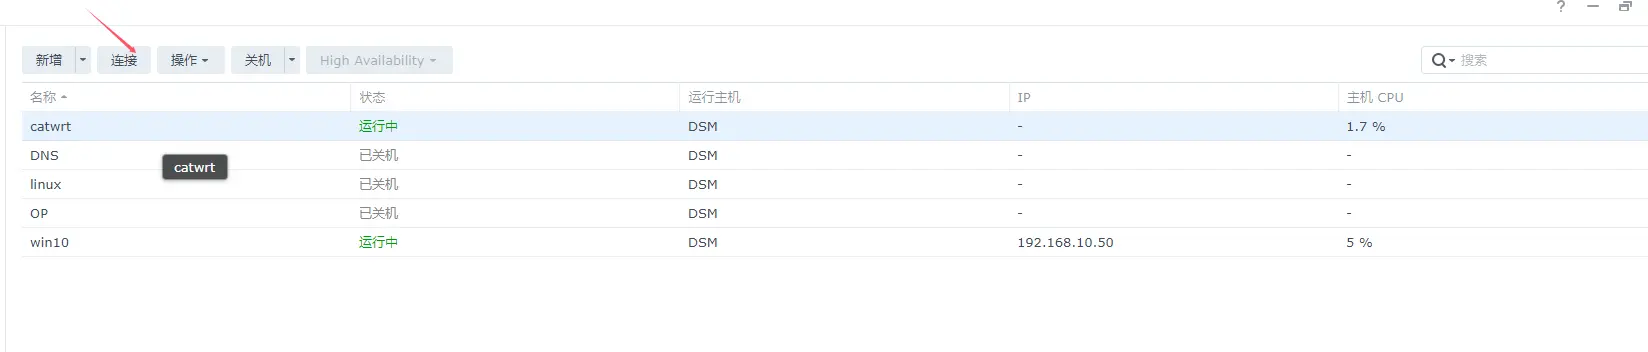 ?
新增 连接 操作 关机 High Availability 搜索
名称 状态 运行主机 IP 主机 CPU
catwrt 运行中 DSM - 1.7 %
DNS 已关机 DSM - -
catwrt
linux 已关机 DSM - -
OP 已关机 DSM - -
win10 运行中 DSM 192.168.10.50 5 %